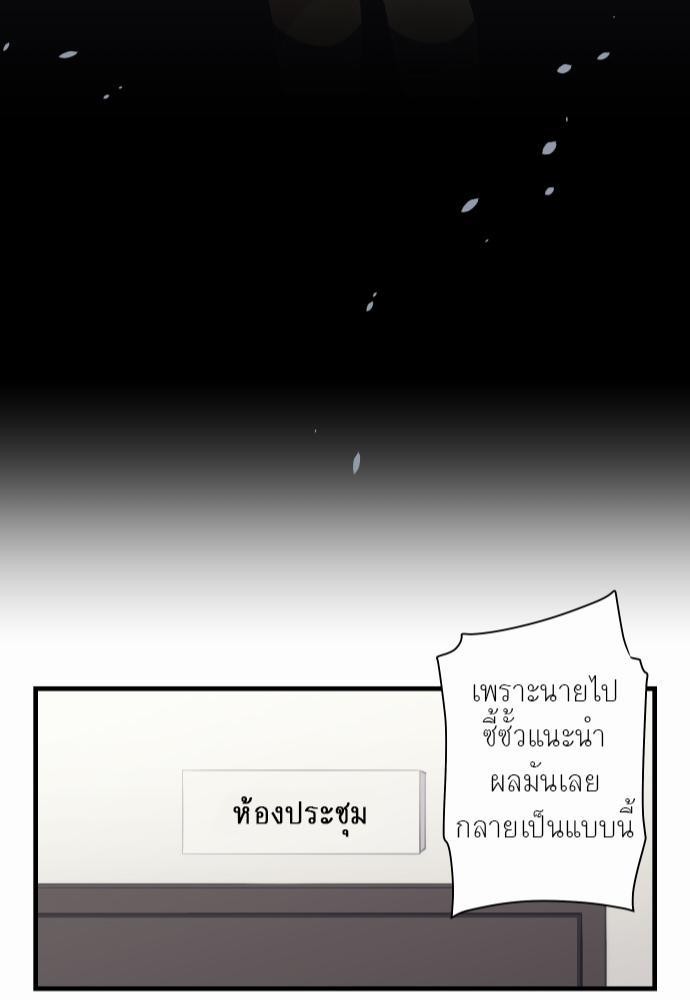 เพราะนายไป
ซี้ซั้วแนะนำ
ผลมันเลย
กลายเป็นแบบนี้
ห้องประชุม